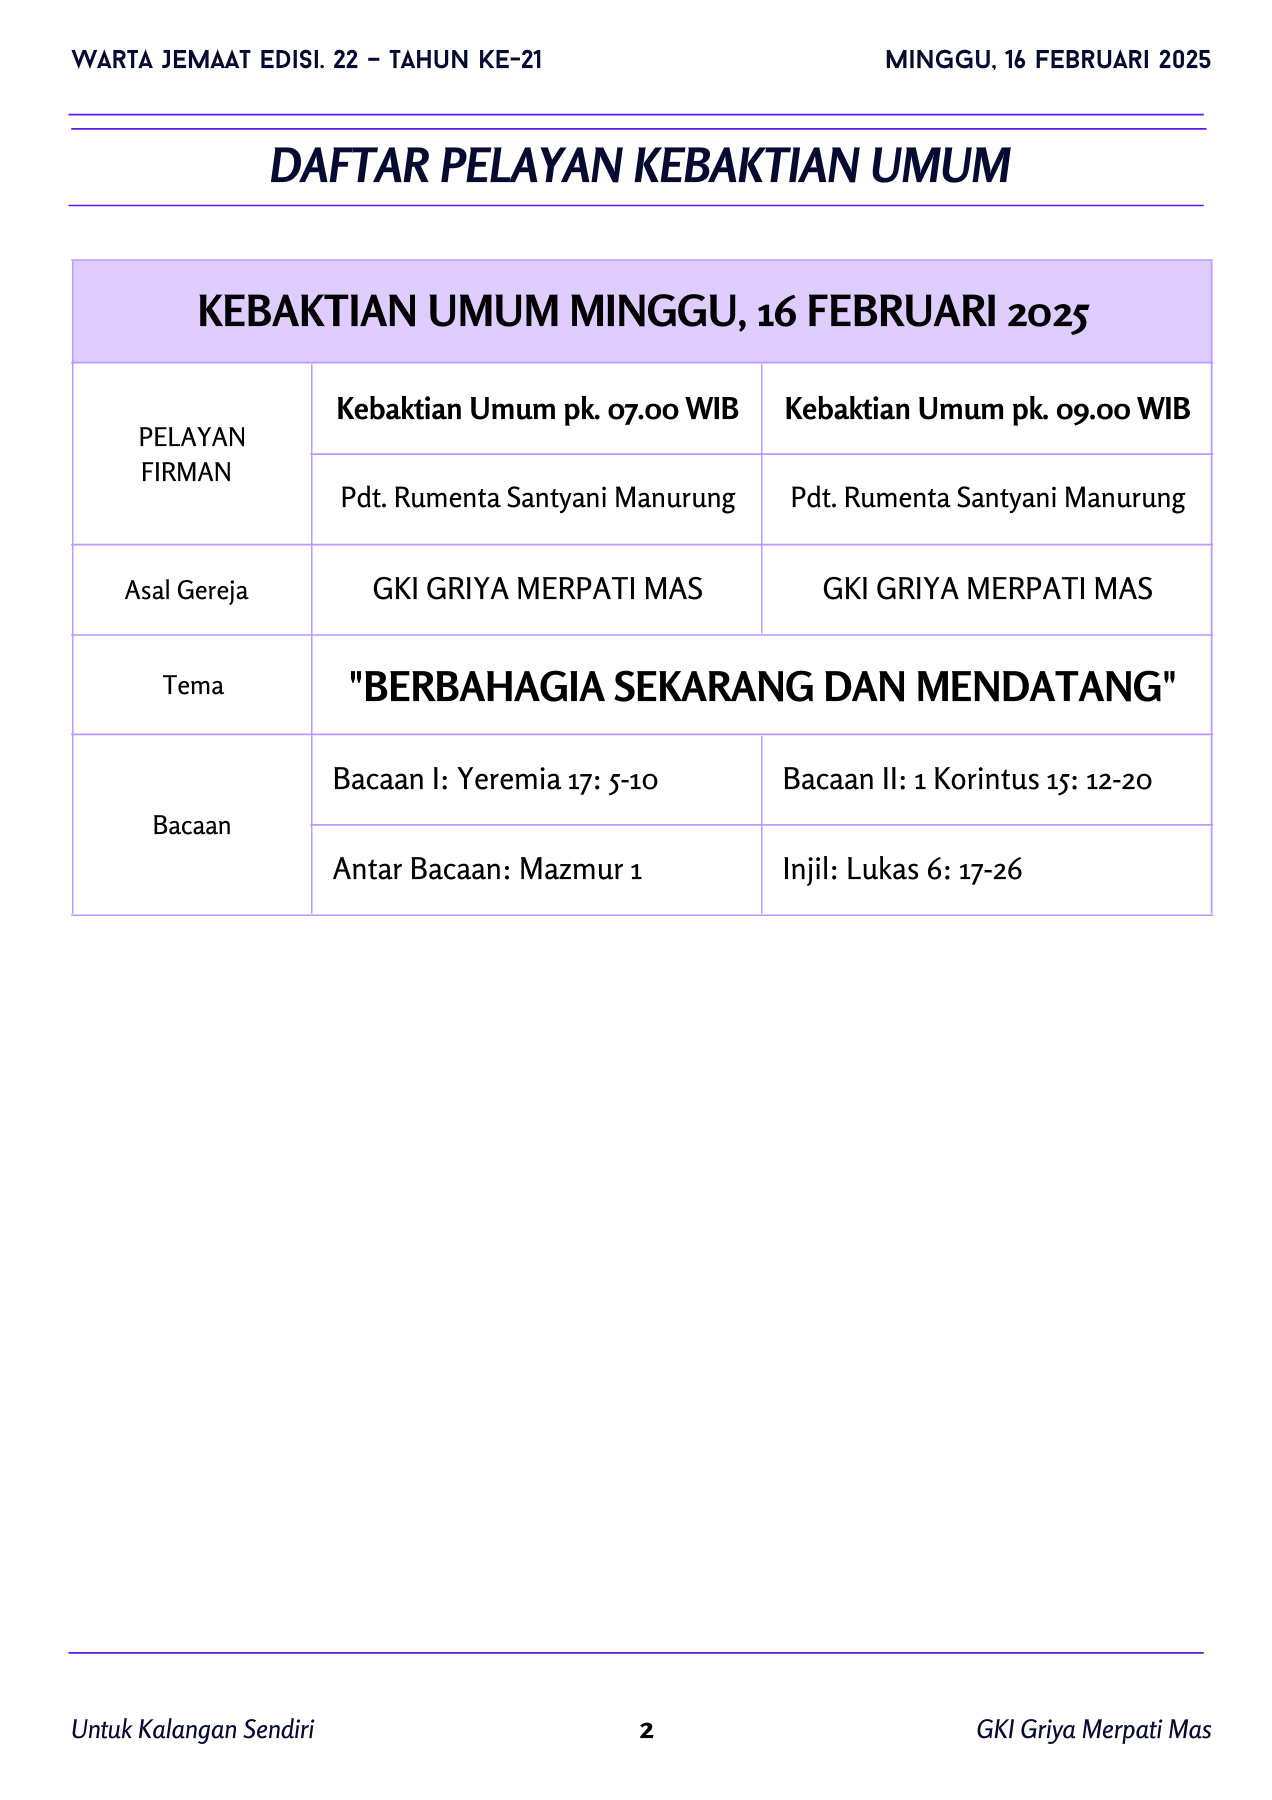 WARTA JEMAAT EDISI. 22 – TAHUN KE-21
MINGGU, 16 FEBRUARI 2025
DAFTAR PELAYAN KEBAKTIAN UMUM
KEBAKTIAN UMUM MINGGU, 16 FEBRUARI 2025
PELAYAN
FIRMAN
Kebaktian Umum pk. 07.00 WIB
Kebaktian Umum pk. 09.00 WIB
Pdt. Rumenta Santyani Manurung
Pdt. Rumenta Santyani Manurung
Asal Gereja
GKI GRIYA MERPATI MAS
GKI GRIYA MERPATI MAS
Tema
"BERBAHAGIA SEKARANG DAN MENDATANG"
Bacaan
Bacaan I: Yeremia 17: 5-10
Bacaan II: 1 Korintus 15: 12-20
Antar Bacaan: Mazmur 1
Injil: Lukas 6: 17-26
Untuk Kalangan Sendiri
2
GKI Griya Merpati Mas